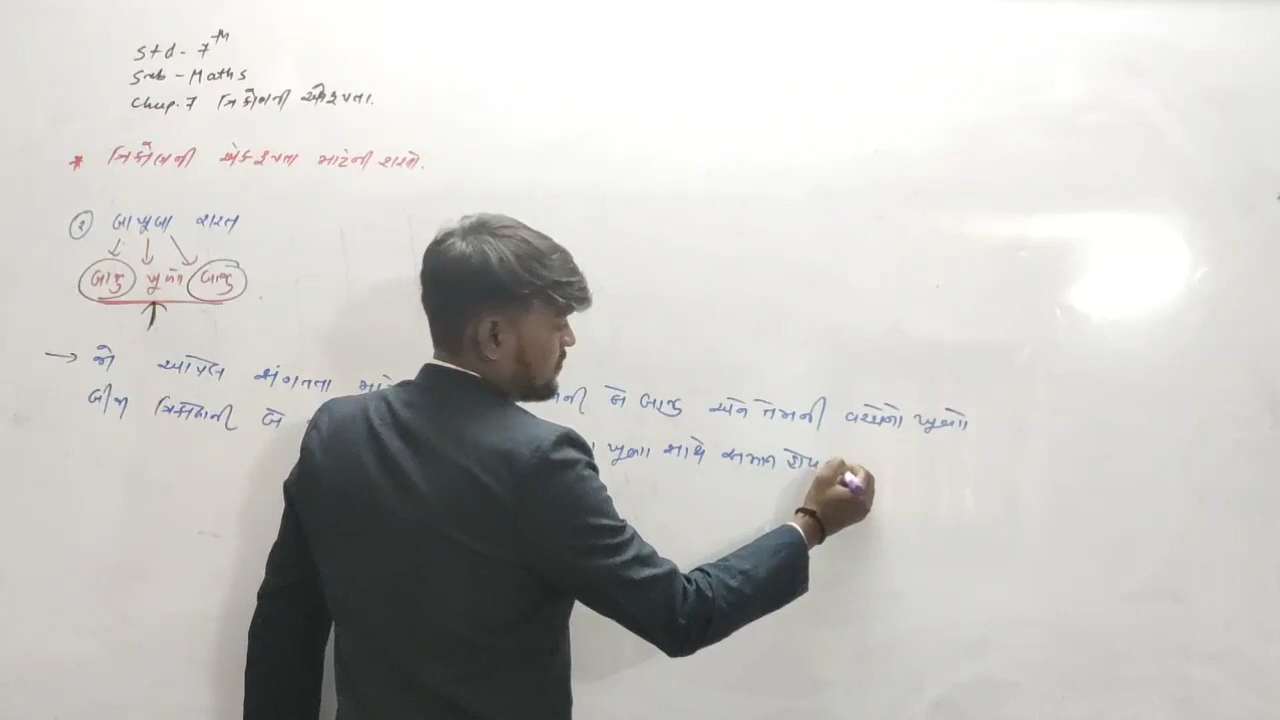 Std - 7th
Sub - Maths
Chap. 7 ત્રિકોણની એકરૂપતા.
* ત્રિકોણની એકરૂપતા માટેની શરતો.
② બાખૂબા શરત
બાજુ ખૂણો બાજુ
→ જો આપેલ સંગતતા માટે ની બે બાજુ અને તેમની વચ્ચેનો ખૂણો
બીજા ત્રિકોણની બે ખૂણા સાથે સમાન હોય